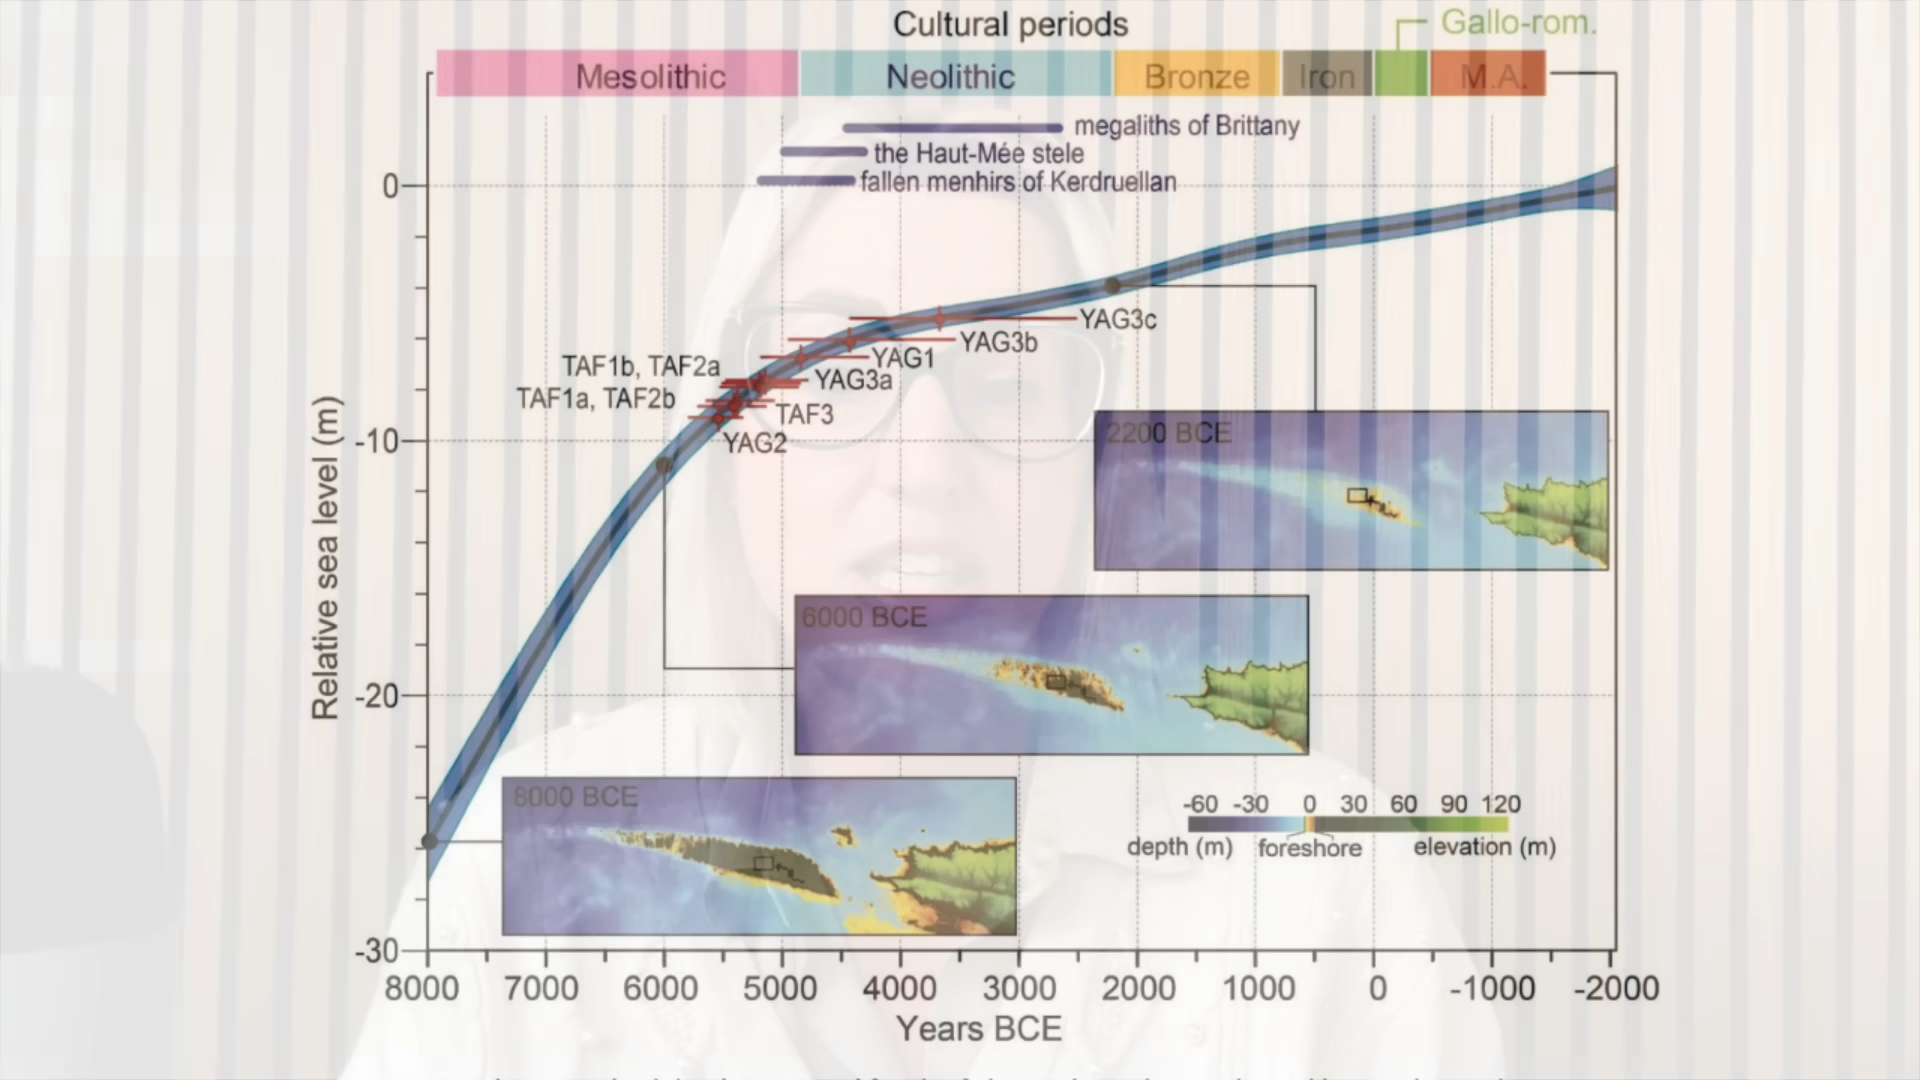 Cultural periods
Gallo-rom.
Mesolithic
Neolithic
Bronze
Iron
M.A.
megaliths of Brittany
the Haut-Mée stele
fallen menhirs of Kerdruellan
0
-10
-20
-30
Relative sea level (m)
YAG3c
YAG3b
YAG1
TAF1b, TAF2a
YAG3a
TAF1a, TAF2b
TAF3
YAG2
2200 BCE
6000 BCE
8000 BCE
-60 -30 0 30 60 90 120
depth (m) foreshore elevation (m)
8000 7000 6000 5000 4000 3000 2000 1000 0 -1000 -2000
Years BCE